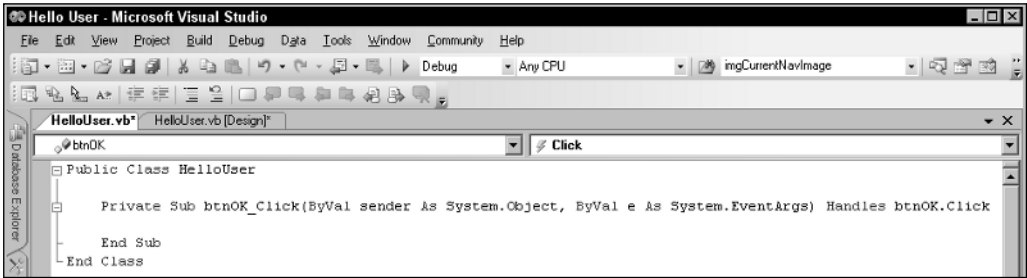 Hello User - Microsoft Visual Studio
File Edit View Project Build Debug Data Tools Window Community Help
Debug Any CPU imgCurrentNavImage
HelloUser.vb* HelloUser.vb [Design]*
btnOK Click
Database Explorer
Public Class HelloUser
Private Sub btnOK_Click(ByVal sender As System.Object, ByVal e As System.EventArgs) Handles btnOK.Click
End Sub
End Class